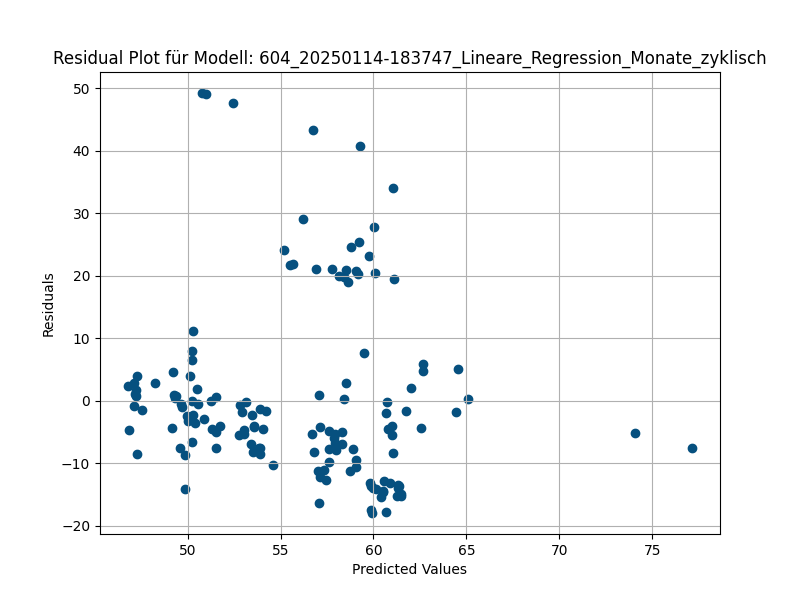 Residual Plot für Modell: 604_20250114-183747_Lineare_Regression_Monate_zyklisch
50
40
30
20
10
0
−10
−20
Residuals
50 55 60 65 70 75
Predicted Values